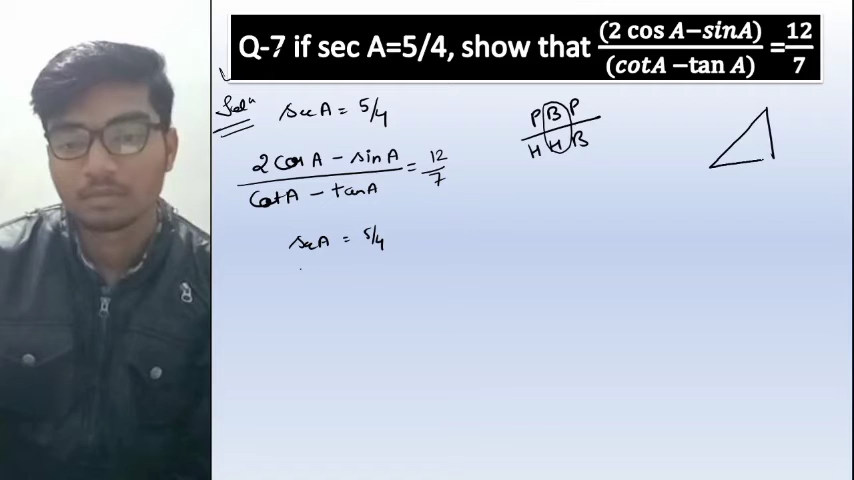 Q-7 if sec A=5/4, show that (2 cos A−sinA)/(cotA −tan A) =12/7
Solⁿ sec A = 5/4
P B P
H H B
2 cos A − sin A / cot A − tan A = 12/7
sec A = 5/4